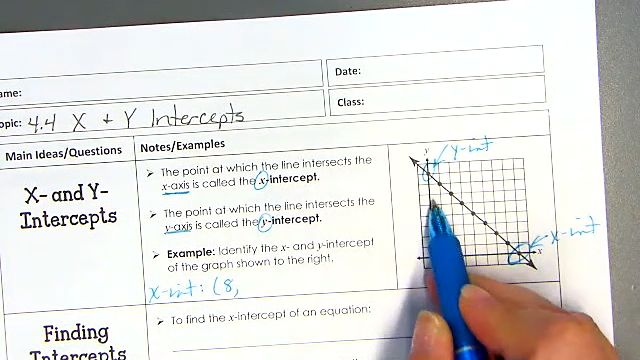 ame:
Date:
opic: 4.4 X + Y Intercepts
Class:
Main Ideas/Questions
Notes/Examples
X- and Y-
Intercepts
➤ The point at which the line intersects the
x-axis is called the x-intercept.
➤ The point at which the line intersects the
y-axis is called the y-intercept.
➤ Example: Identify the x- and y-intercept
of the graph shown to the right.
x-int: (8,
y
y-int
x-int
x
Finding
Intercepts
➤ To find the x-intercept of an equation: